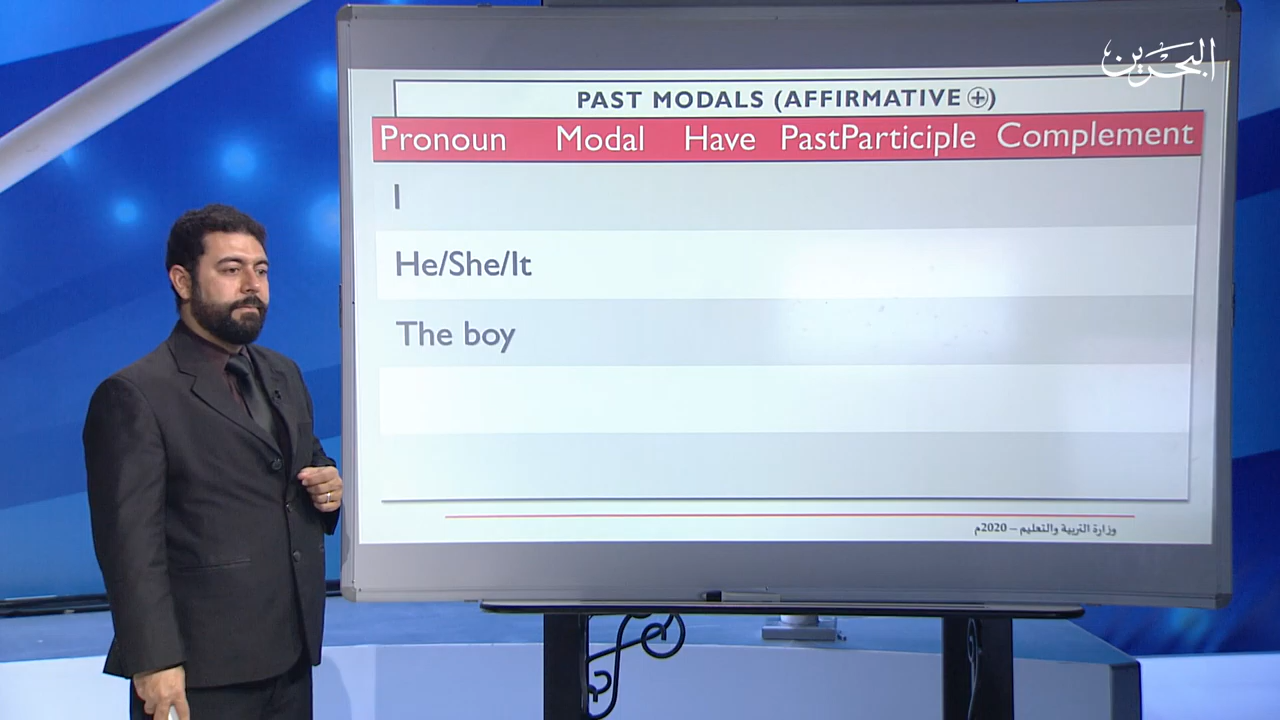 البحرين
PAST MODALS (AFFIRMATIVE +)
Pronoun Modal Have PastParticiple Complement
I
He/She/It
The boy
وزارة التربية والتعليم – 2020م